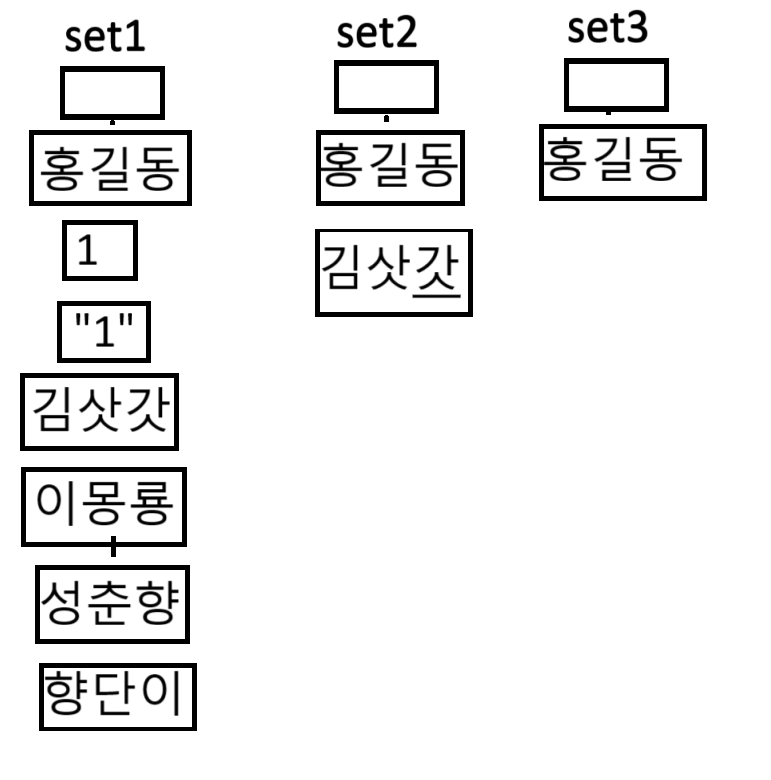 set1 set2 set3
홍길동 홍길동 홍길동
1
김삿갓
"1"
김삿갓
이몽룡
성춘향
향단이